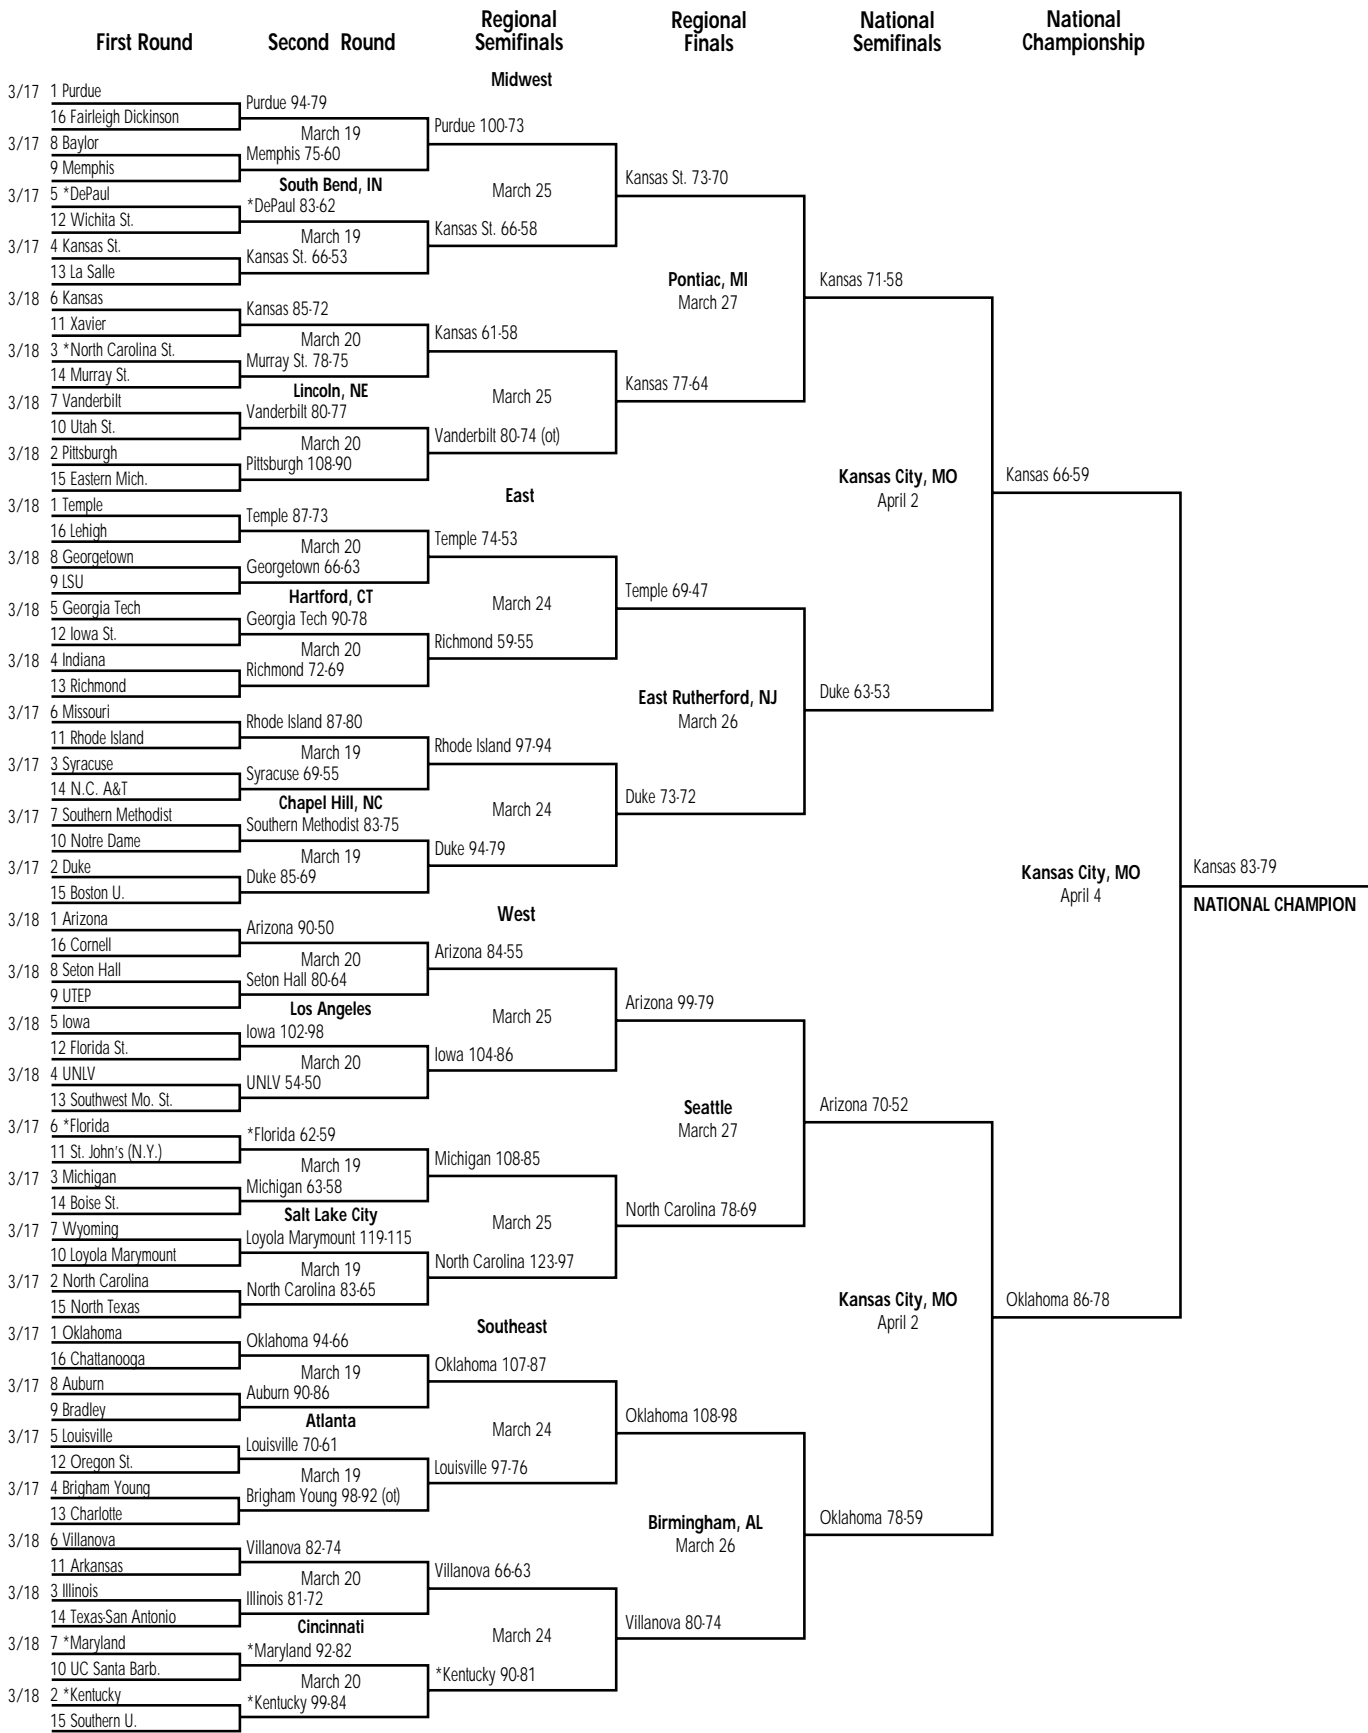 First Round
Second Round
Regional
Semifinals
Regional
Finals
National
Semifinals
National
Championship
Midwest
3/17 1 Purdue
16 Fairleigh Dickinson
3/17 8 Baylor
9 Memphis
3/17 5 *DePaul
12 Wichita St.
3/17 4 Kansas St.
13 La Salle
3/18 6 Kansas
11 Xavier
3/18 3 *North Carolina St.
14 Murray St.
3/18 7 Vanderbilt
10 Utah St.
3/18 2 Pittsburgh
15 Eastern Mich.
Purdue 94-79
March 19
Memphis 75-60
South Bend, IN
*DePaul 83-62
March 19
Kansas St. 66-53
Kansas 85-72
March 20
Murray St. 78-75
Lincoln, NE
Vanderbilt 80-77
March 20
Pittsburgh 108-90
Purdue 100-73
March 25
Kansas St. 66-58
Kansas 61-58
March 25
Vanderbilt 80-74 (ot)
Kansas St. 73-70
Pontiac, MI
March 27
Kansas 77-64
Kansas 71-58
East
3/18 1 Temple
16 Lehigh
3/18 8 Georgetown
9 LSU
3/18 5 Georgia Tech
12 Iowa St.
3/18 4 Indiana
13 Richmond
3/17 6 Missouri
11 Rhode Island
3/17 3 Syracuse
14 N.C. A&T
3/17 7 Southern Methodist
10 Notre Dame
3/17 2 Duke
15 Boston U.
Temple 87-73
March 20
Georgetown 66-63
Hartford, CT
Georgia Tech 90-78
March 20
Richmond 72-69
Rhode Island 87-80
March 19
Syracuse 69-55
Chapel Hill, NC
Southern Methodist 83-75
March 19
Duke 85-69
Temple 74-53
March 24
Richmond 59-55
Rhode Island 97-94
March 24
Duke 94-79
Temple 69-47
East Rutherford, NJ
March 26
Duke 73-72
Duke 63-53
Kansas City, MO
April 2
Kansas 66-59
West
3/18 1 Arizona
16 Cornell
3/18 8 Seton Hall
9 UTEP
3/18 5 Iowa
12 Florida St.
3/18 4 UNLV
13 Southwest Mo. St.
3/17 6 *Florida
11 St. John's (N.Y.)
3/17 3 Michigan
14 Boise St.
3/17 7 Wyoming
10 Loyola Marymount
3/17 2 North Carolina
15 North Texas
Arizona 90-50
March 20
Seton Hall 80-64
Los Angeles
Iowa 102-98
March 20
UNLV 54-50
*Florida 62-59
March 19
Michigan 63-58
Salt Lake City
Loyola Marymount 119-115
March 19
North Carolina 83-65
Arizona 84-55
March 25
Iowa 104-86
Michigan 108-85
March 25
North Carolina 123-97
Arizona 99-79
Seattle
March 27
North Carolina 78-69
Arizona 70-52
Southeast
3/17 1 Oklahoma
16 Chattanooga
3/17 8 Auburn
9 Bradley
3/17 5 Louisville
12 Oregon St.
3/17 4 Brigham Young
13 Charlotte
3/18 6 Villanova
11 Arkansas
3/18 3 Illinois
14 Texas-San Antonio
3/18 7 *Maryland
10 UC Santa Barb.
3/18 2 *Kentucky
15 Southern U.
Oklahoma 94-66
March 19
Auburn 90-86
Atlanta
Louisville 70-61
March 19
Brigham Young 98-92 (ot)
Villanova 82-74
March 20
Illinois 81-72
Cincinnati
*Maryland 92-82
March 20
*Kentucky 99-84
Oklahoma 107-87
March 24
Louisville 97-76
Villanova 66-63
March 24
*Kentucky 90-81
Oklahoma 108-98
Birmingham, AL
March 26
Villanova 80-74
Oklahoma 78-59
Kansas City, MO
April 2
Oklahoma 86-78
Kansas City, MO
April 4
Kansas 83-79
NATIONAL CHAMPION